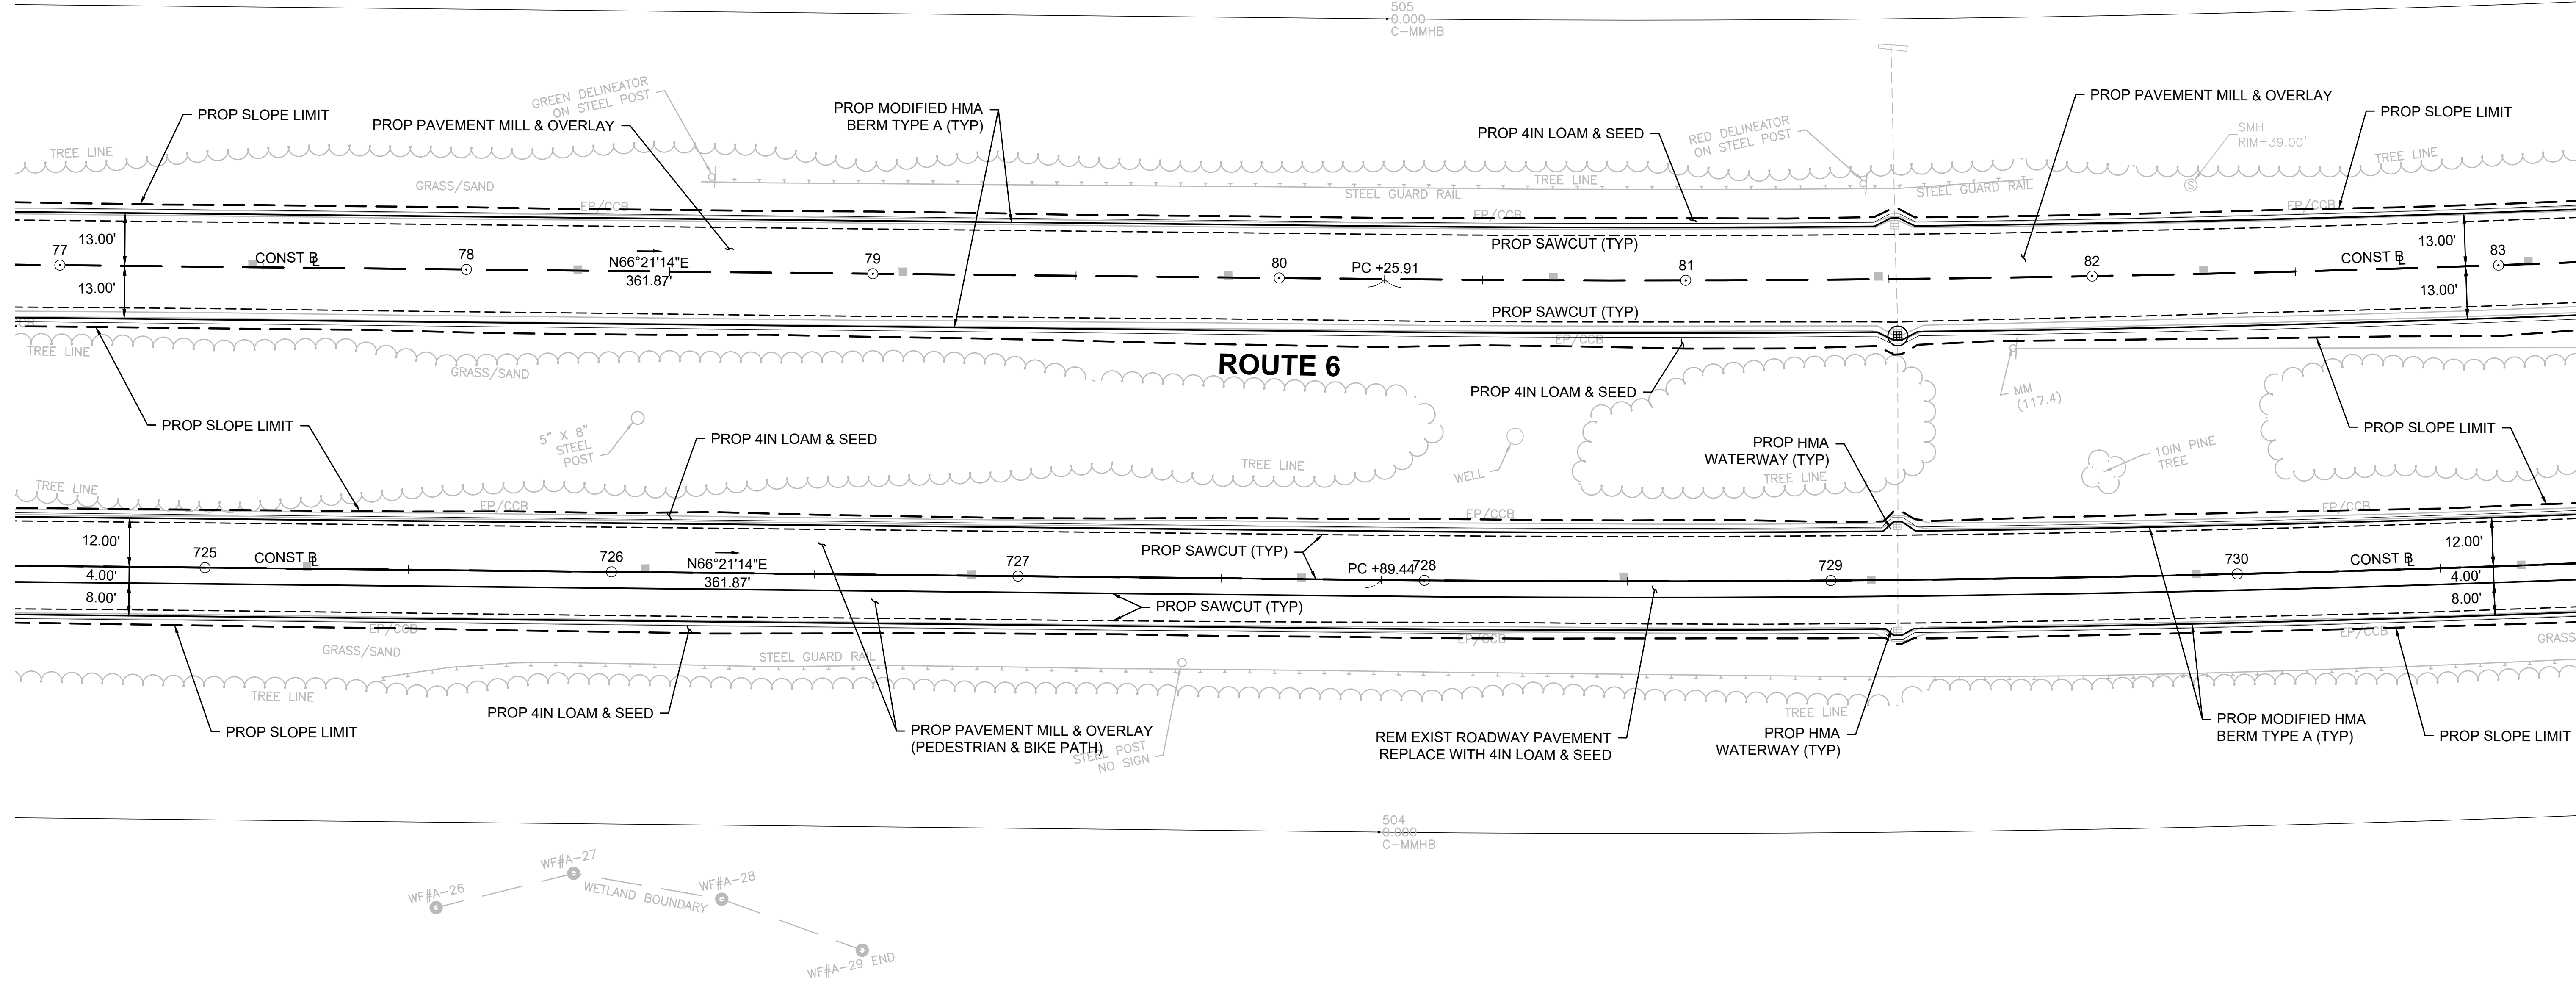 505
0.000
C-MMHB
GREEN DELINEATOR
ON STEEL POST
PROP SLOPE LIMIT
PROP PAVEMENT MILL & OVERLAY
PROP MODIFIED HMA
BERM TYPE A (TYP)
PROP 4IN LOAM & SEED
RED DELINEATOR
ON STEEL POST
PROP PAVEMENT MILL & OVERLAY
PROP SLOPE LIMIT
SMH
RIM=39.00'
TREE LINE
TREE LINE
TREE LINE
GRASS/SAND
STEEL GUARD RAIL
STEEL GUARD RAIL
EP/CCB
EP/CCB
EP/CCB
13.00'
PROP SAWCUT (TYP)
13.00'
77
CONST BL
78
N66°21'14"E
361.87'
79
80
PC +25.91
81
82
CONST BL
83
13.00'
PROP SAWCUT (TYP)
13.00'
CB
EP/CCB
TREE LINE
GRASS/SAND
ROUTE 6
PROP 4IN LOAM & SEED
MM
(117.4)
PROP SLOPE LIMIT
5" X 8"
STEEL
POST
PROP 4IN LOAM & SEED
PROP SLOPE LIMIT
PROP HMA
WATERWAY (TYP)
10IN PINE
TREE
TREE LINE
WELL
TREE LINE
TREE LINE
EP/CCB
EP/CCB
EP/CCB
12.00'
725
CONST BL
726
N66°21'14"E
361.87'
727
PROP SAWCUT (TYP)
PC +89.44
728
729
730
CONST BL
12.00'
4.00'
8.00'
4.00'
8.00'
PROP SAWCUT (TYP)
EP/CCB
EP/CCB
EP/CCB
GRASS
GRASS/SAND
STEEL GUARD RAIL
TREE LINE
TREE LINE
PROP SLOPE LIMIT
PROP 4IN LOAM & SEED
PROP PAVEMENT MILL & OVERLAY
(PEDESTRIAN & BIKE PATH)
STEEL POST
NO SIGN
REM EXIST ROADWAY PAVEMENT
REPLACE WITH 4IN LOAM & SEED
PROP HMA
WATERWAY (TYP)
PROP MODIFIED HMA
BERM TYPE A (TYP)
PROP SLOPE LIMIT
504
0.000
C-MMHB
WF#A-26
WF#A-27
WETLAND BOUNDARY
WF#A-28
WF#A-29 END